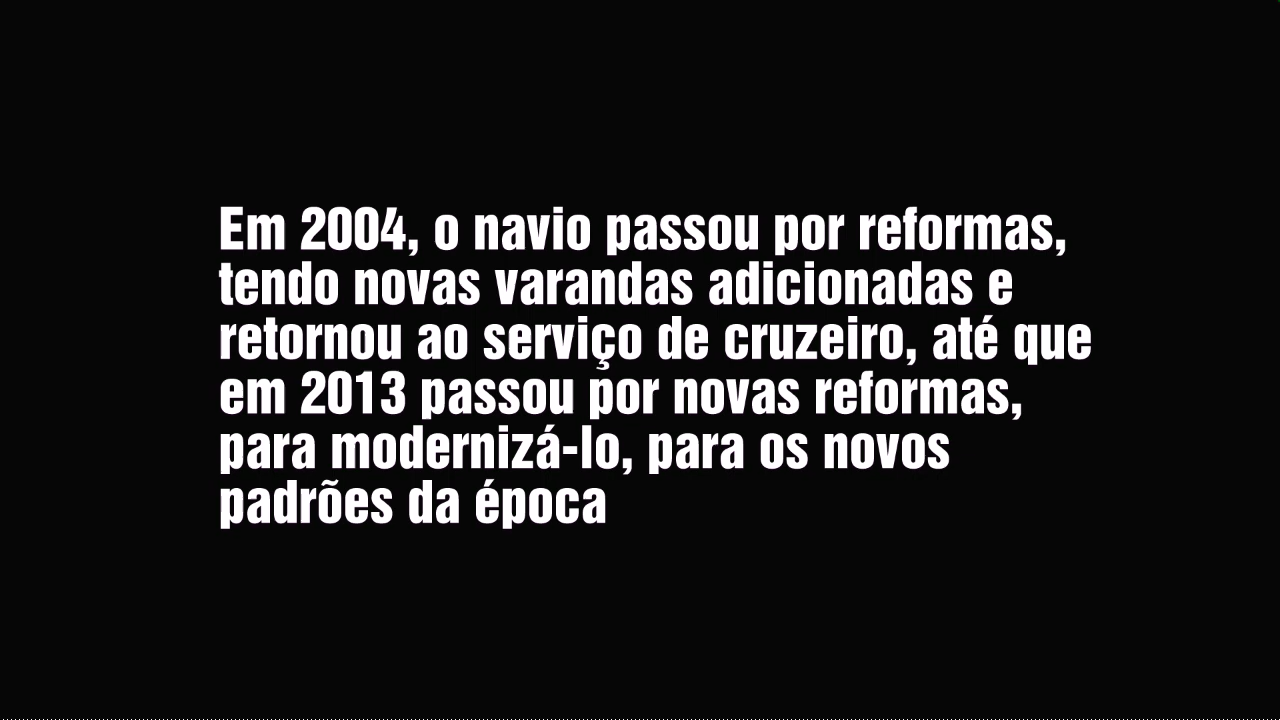 Em 2004, o navio passou por reformas,
tendo novas varandas adicionadas e
retornou ao serviço de cruzeiro, até que
em 2013 passou por novas reformas,
para modernizá-lo, para os novos
padrões da época